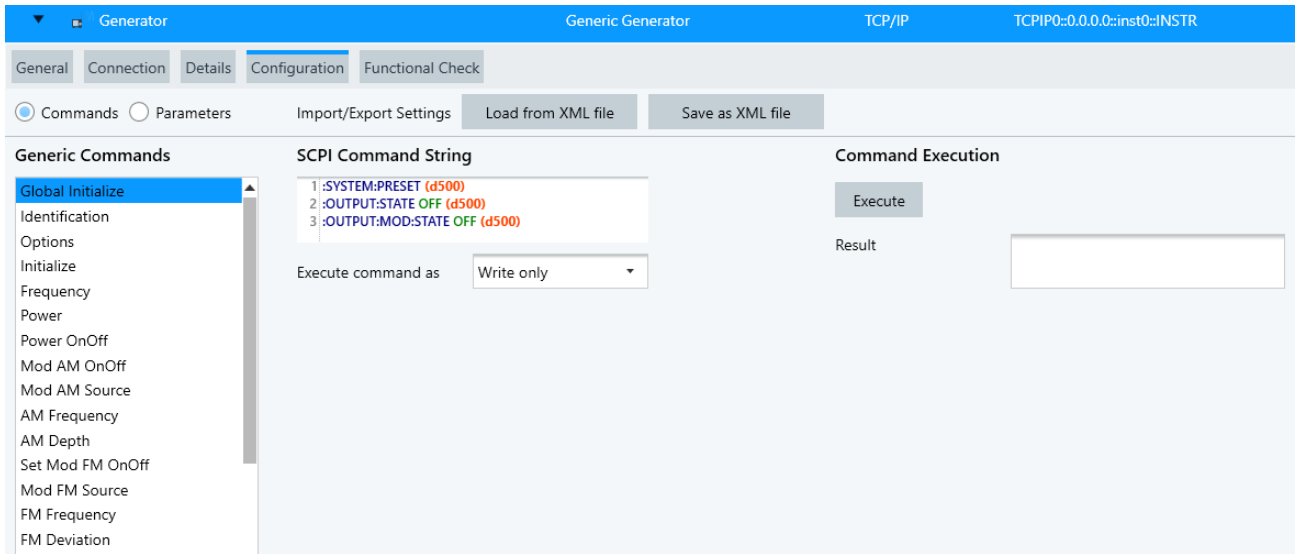 Generator Generic Generator TCP/IP TCPIP0::0.0.0.0::inst0::INSTR
General Connection Details Configuration Functional Check
Commands Parameters Import/Export Settings Load from XML file Save as XML file
Generic Commands SCPI Command String Command Execution
Global Initialize
Identification
Options
Initialize
Frequency
Power
Power OnOff
Mod AM OnOff
Mod AM Source
AM Frequency
AM Depth
Set Mod FM OnOff
Mod FM Source
FM Frequency
FM Deviation
1 :SYSTEM:PRESET (d500)
2 :OUTPUT:STATE OFF (d500)
3 :OUTPUT:MOD:STATE OFF (d500)
Execute command as Write only
Execute
Result